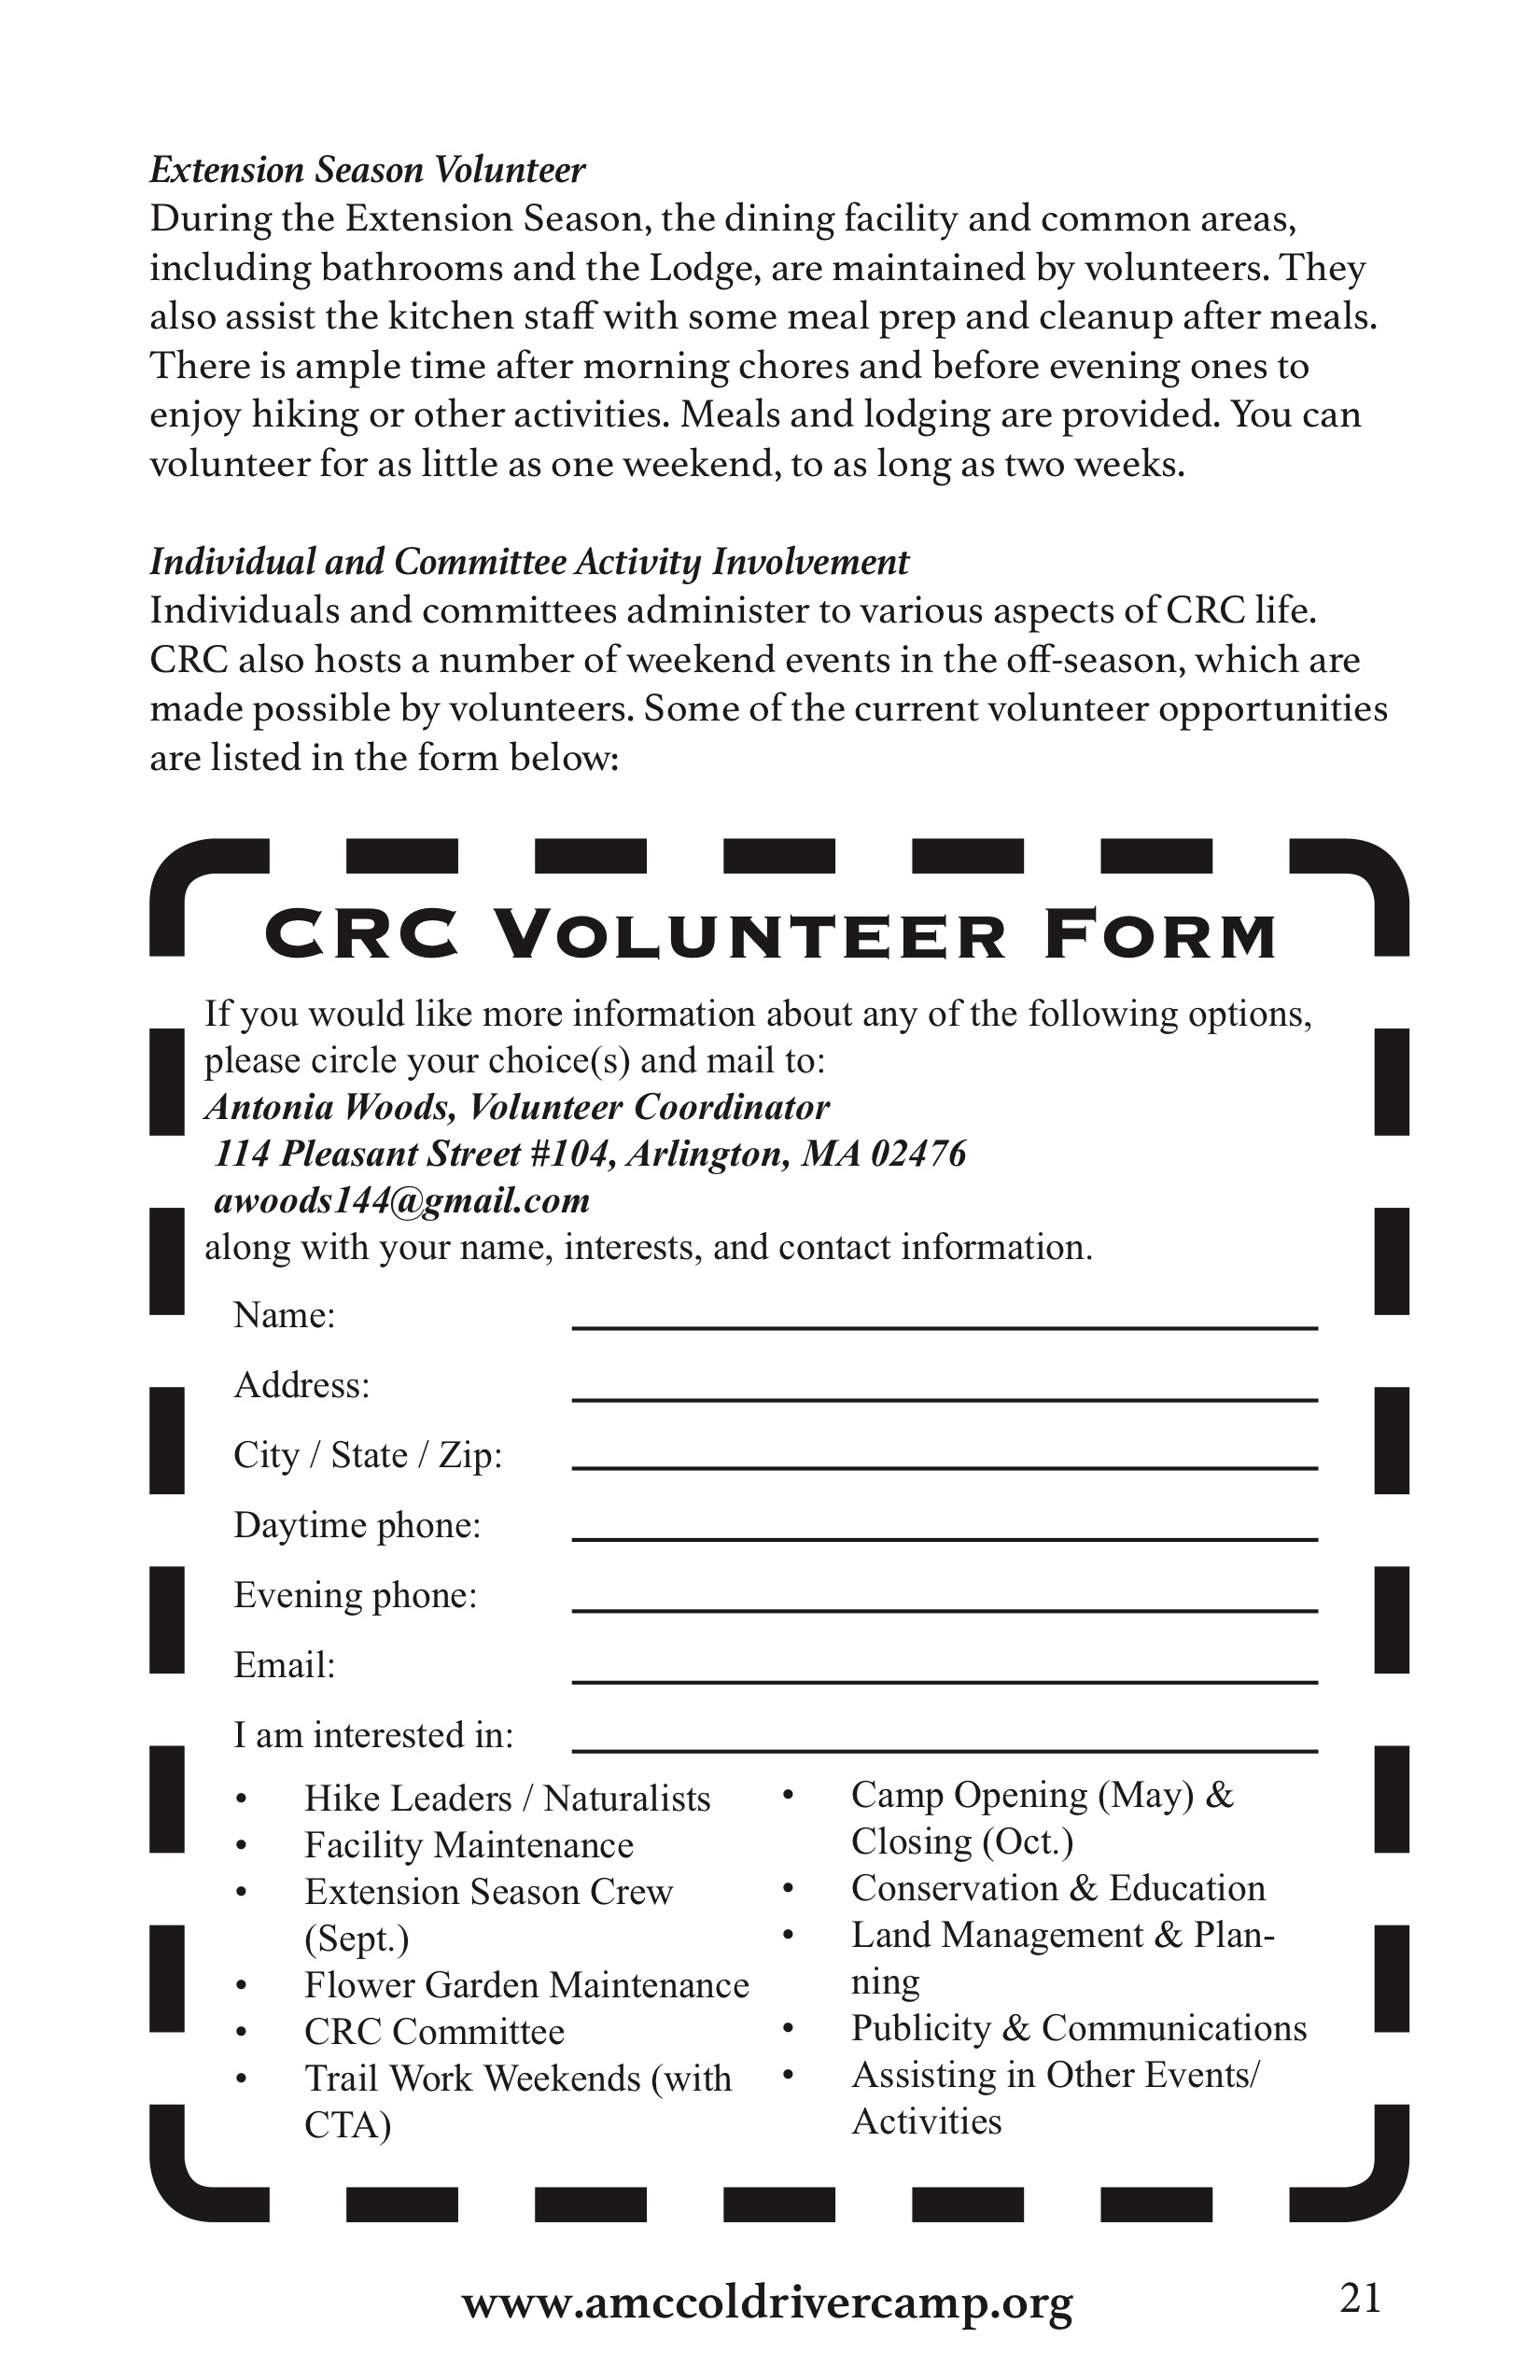 Extension Season Volunteer
During the Extension Season, the dining facility and common areas,
including bathrooms and the Lodge, are maintained by volunteers. They
also assist the kitchen staff with some meal prep and cleanup after meals.
There is ample time after morning chores and before evening ones to
enjoy hiking or other activities. Meals and lodging are provided. You can
volunteer for as little as one weekend, to as long as two weeks.
Individual and Committee Activity Involvement
Individuals and committees administer to various aspects of CRC life.
CRC also hosts a number of weekend events in the off-season, which are
made possible by volunteers. Some of the current volunteer opportunities
are listed in the form below:
CRC Volunteer Form
If you would like more information about any of the following options,
please circle your choice(s) and mail to:
Antonia Woods, Volunteer Coordinator
114 Pleasant Street #104, Arlington, MA 02476
awoods144@gmail.com
along with your name, interests, and contact information.
Name:
Address:
City / State / Zip:
Daytime phone:
Evening phone:
Email:
I am interested in:
• Hike Leaders / Naturalists
• Facility Maintenance
• Extension Season Crew
(Sept.)
• Flower Garden Maintenance
• CRC Committee
• Trail Work Weekends (with
CTA)
• Camp Opening (May) &
Closing (Oct.)
• Conservation & Education
• Land Management & Plan-
ning
• Publicity & Communications
• Assisting in Other Events/
Activities
www.amccoldrivercamp.org
21